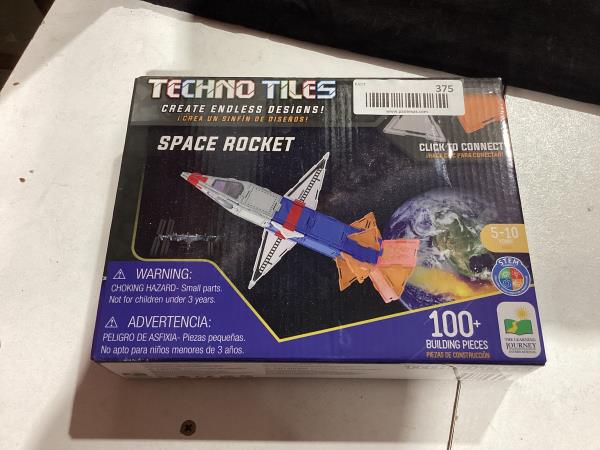 TECHNO TILES
CREATE ENDLESS DESIGNS!
¡CREA UN SINFÍN DE DISEÑOS!
375
SPACE ROCKET
CLICK TO CONNECT
5-10
STEM
WARNING:
CHOKING HAZARD- Small parts.
Not for children under 3 years.
ADVERTENCIA:
PELIGRO DE ASFIXIA- Piezas pequeñas.
No apto para niños menores de 3 años.
100+
BUILDING PIECES
PIEZAS DE CONSTRUCCIÓN
THE LEARNING
JOURNEY
INTERNATIONAL